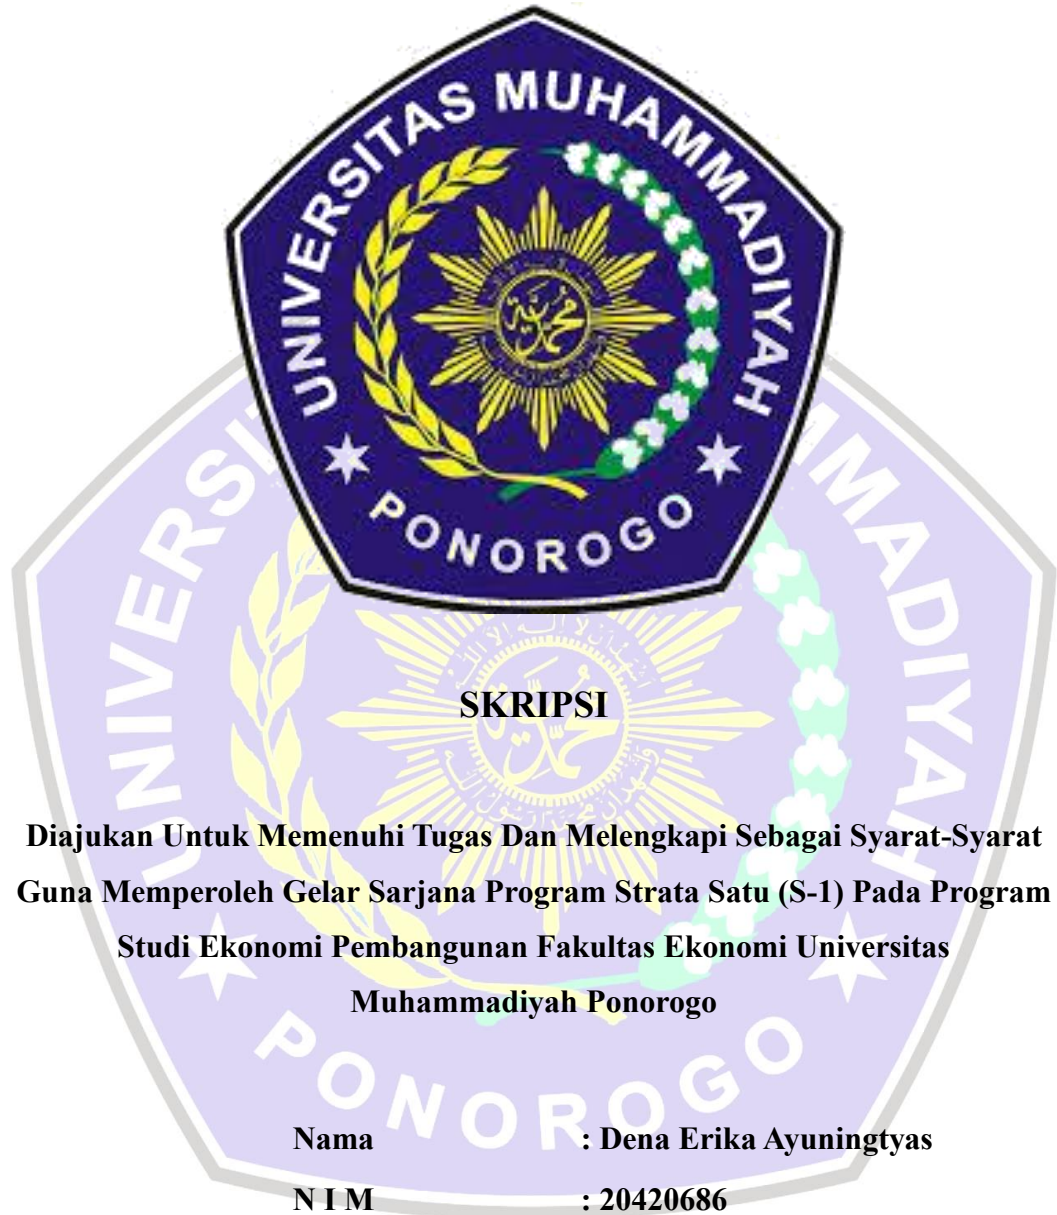 UNIVERSITAS MUHAMMADIYAH
PONOROGO
محمدية
SKRIPSI
Diajukan Untuk Memenuhi Tugas Dan Melengkapi Sebagai Syarat-Syarat
Guna Memperoleh Gelar Sarjana Program Strata Satu (S-1) Pada Program
Studi Ekonomi Pembangunan Fakultas Ekonomi Universitas
Muhammadiyah Ponorogo
Nama : Dena Erika Ayuningtyas
N I M : 20420686